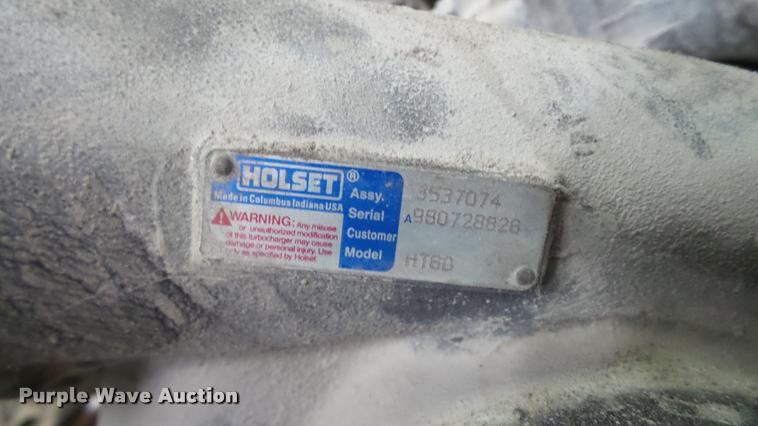 HOLSET®
Made in Columbus Indiana USA
WARNING: Any misuse
or unauthorized modification
of this turbocharger may cause
damage or personal injury. Use
only as specified by Holset.
Assy. 3537074
Serial A980728828
Customer
Model HT60
Purple Wave Auction